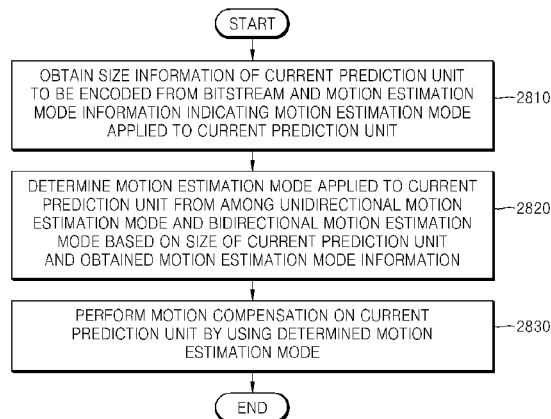 START
OBTAIN SIZE INFORMATION OF CURRENT PREDICTION UNIT
TO BE ENCODED FROM BITSTREAM AND MOTION ESTIMATION
MODE INFORMATION INDICATING MOTION ESTIMATION MODE
APPLIED TO CURRENT PREDICTION UNIT
2810
DETERMINE MOTION ESTIMATION MODE APPLIED TO CURRENT
PREDICTION UNIT FROM AMONG UNIDIRECTIONAL MOTION
ESTIMATION MODE AND BIDIRECTIONAL MOTION ESTIMATION
MODE BASED ON SIZE OF CURRENT PREDICTION UNIT
AND OBTAINED MOTION ESTIMATION MODE INFORMATION
2820
PERFORM MOTION COMPENSATION ON CURRENT
PREDICTION UNIT BY USING DETERMINED MOTION
ESTIMATION MODE
2830
END